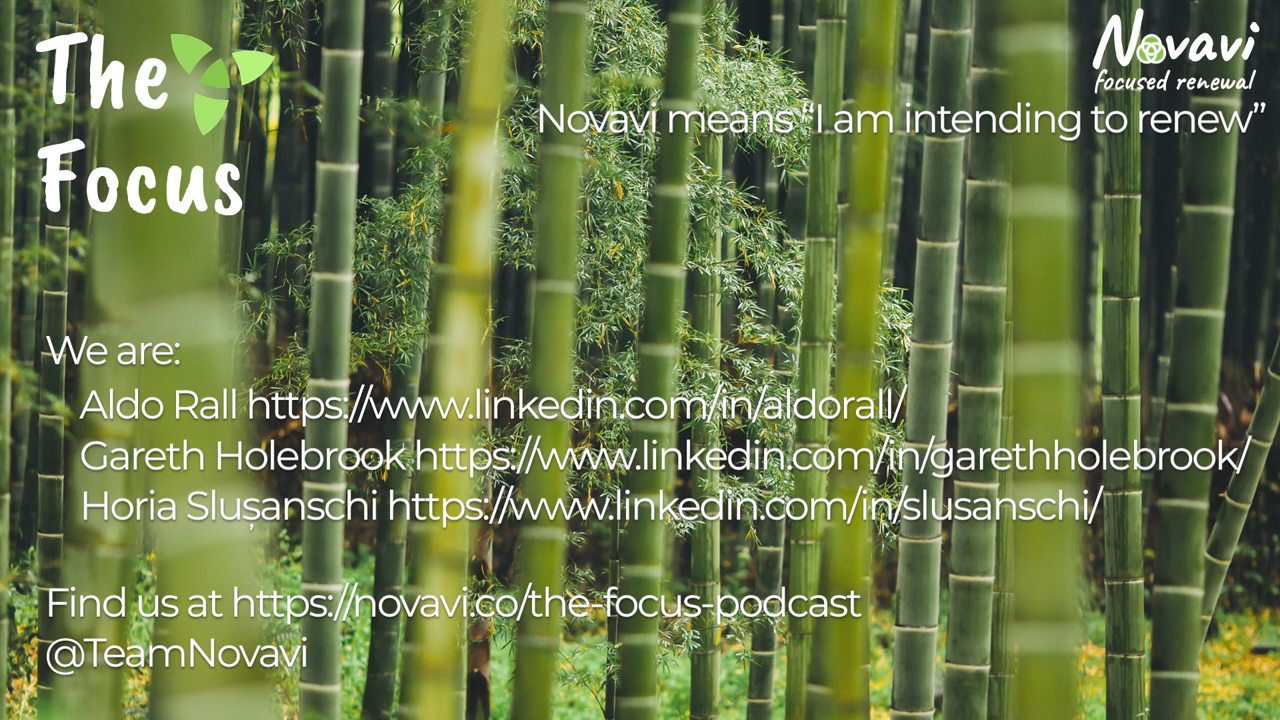 The
Focus
Novavi
focused renewal
Novavi means “I am intending to renew”
We are:
Aldo Rall https://www.linkedin.com/in/aldorall/
Gareth Holebrook https://www.linkedin.com/in/garethholebrook/
Horia Slușanschi https://www.linkedin.com/in/slusanschi/
Find us at https://novavi.co/the-focus-podcast
@TeamNovavi